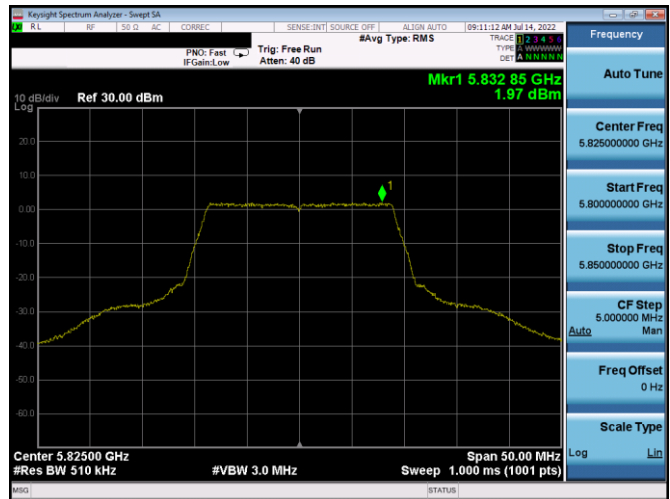 Keysight Spectrum Analyzer - Swept SA
RL RF 50 Ω AC CORREC SENSE:INT SOURCE OFF ALIGN AUTO 09:11:12 AM Jul 14, 2022
#Avg Type: RMS
TRACE 1 2 3 4 5 6
TYPE A WWWWW
DET A N N N N N
PNO: Fast
IFGain:Low
Trig: Free Run
Atten: 40 dB
Mkr1 5.832 85 GHz
1.97 dBm
10 dB/div Ref 30.00 dBm
Log
20.0
10.0
0.00
-10.0
-20.0
-30.0
-40.0
-50.0
-60.0
1
Center 5.82500 GHz Span 50.00 MHz
#Res BW 510 kHz #VBW 3.0 MHz Sweep 1.000 ms (1001 pts)
MSG STATUS
Frequency
Auto Tune
Center Freq
5.825000000 GHz
Start Freq
5.800000000 GHz
Stop Freq
5.850000000 GHz
CF Step
5.000000 MHz
Auto Man
Freq Offset
0 Hz
Scale Type
Log Lin